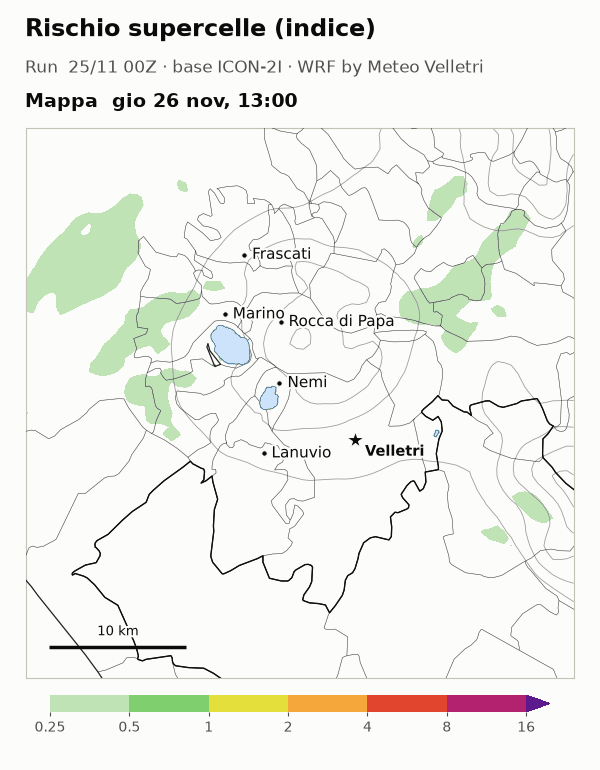 Rischio supercelle (indice)
Run  25/11 00Z · base ICON-2I · WRF by Meteo Velletri
Mappa  gio 26 nov, 13:00
Frascati
Marino
Rocca di Papa
Nemi
Velletri
Lanuvio
10 km
0.25 0.5 1 2 4 8 16